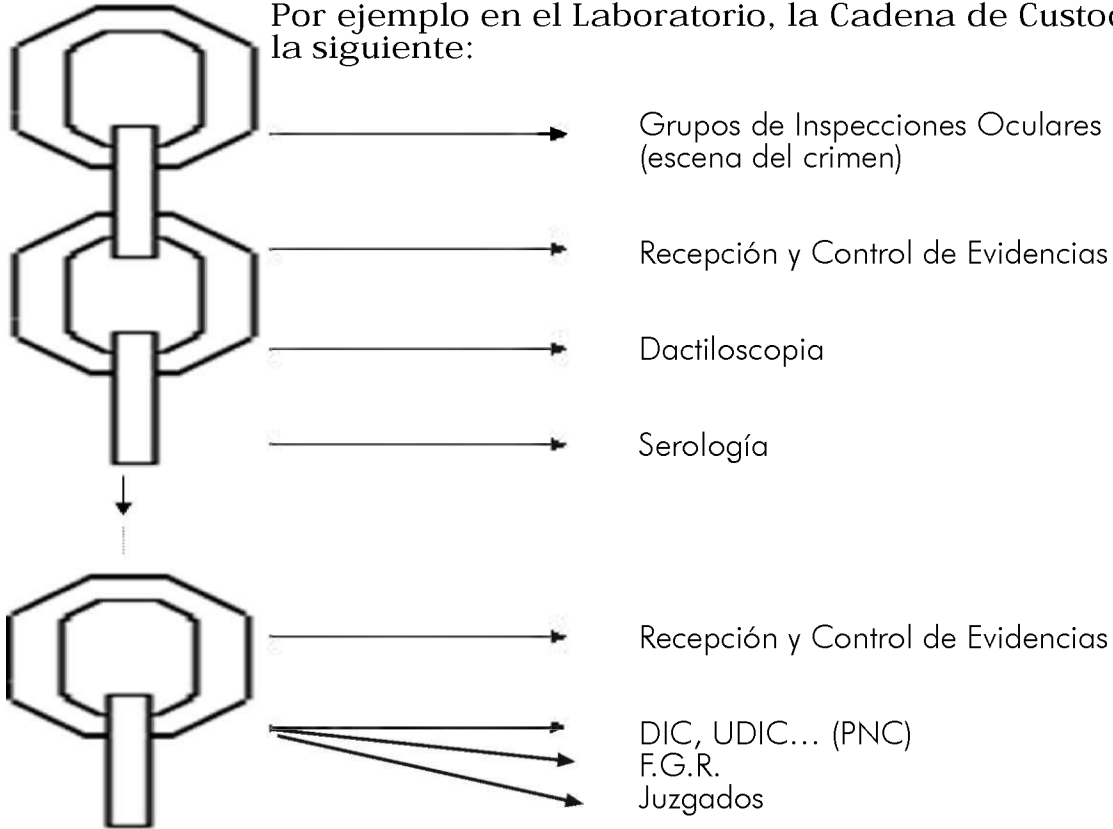 Por ejemplo en el Laboratorio, la Cadena de
la siguiente:
Grupos de Inspecciones Oculares
(escena del crimen)
Recepción y Control de Evidencias
Dactiloscopia
Serología
Recepción y Control de Evidencias
DIC, UDIC... (PNC)
F.G.R.
Juzgados